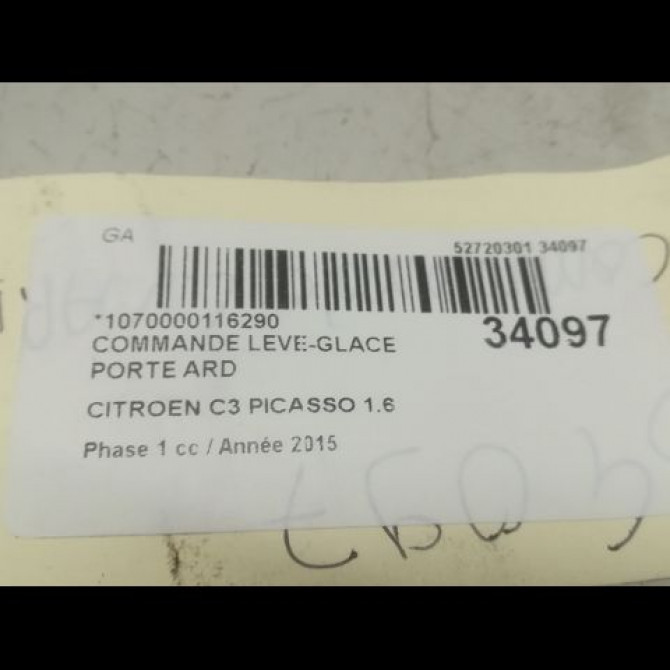 GA
52720301 34097
*1070000116290
34097
COMMANDE LEVE-GLACE
PORTE ARD
CITROEN C3 PICASSO 1.6
Phase 1 cc / Année 2015